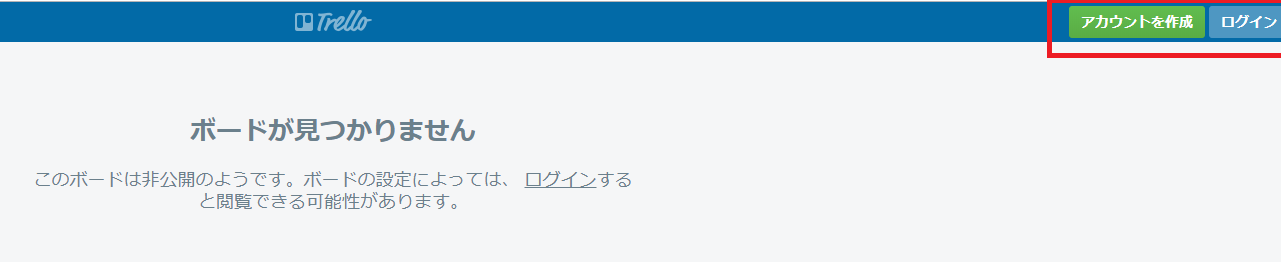 Trello
アカウントを作成
ログイン
ボードが見つかりません
このボードは非公開のようです。ボードの設定によっては、 ログインする
と閲覧できる可能性があります。